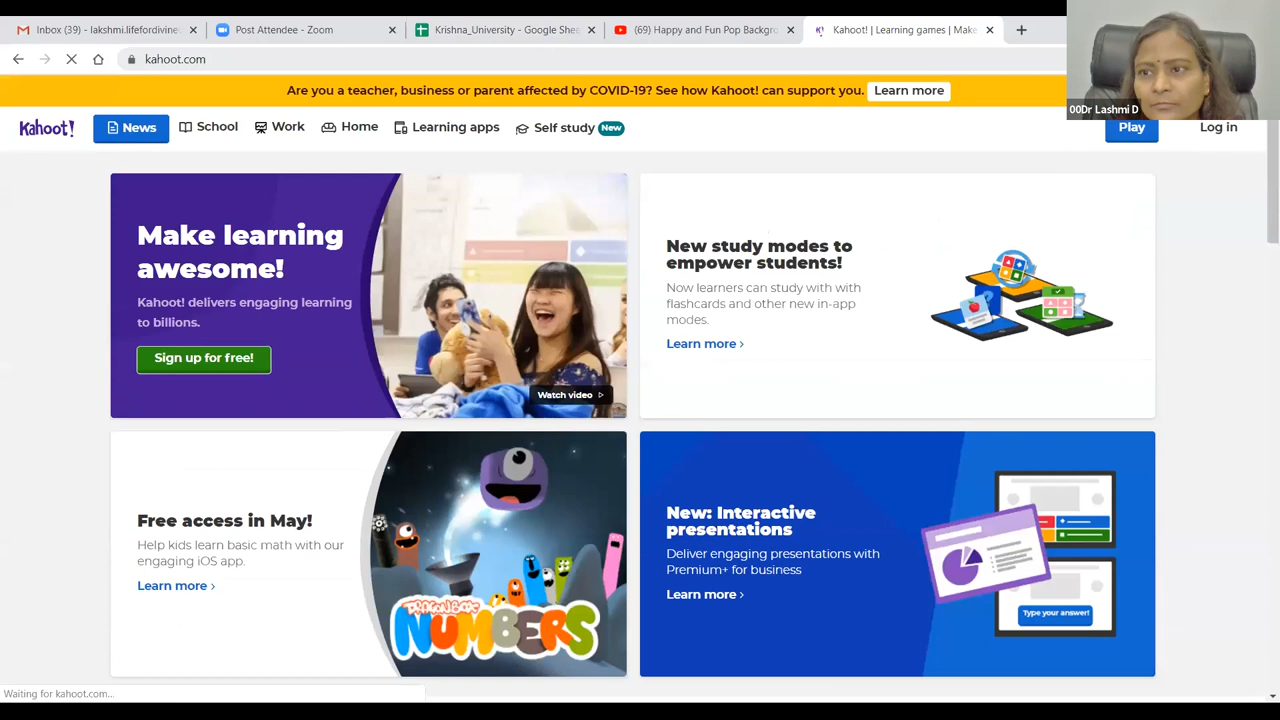 Inbox (39) - lakshmi.lifefordivine
Post Attendee - Zoom
Krishna_University - Google She
(69) Happy and Fun Pop Backgro
Kahoot! | Learning games | Make
kahoot.com
Are you a teacher, business or parent affected by COVID-19? See how Kahoot! can support you.
Learn more
00Dr Lashmi D
Kahoot!
News
School
Work
Home
Learning apps
Self study
New
Play
Log in
Make learning
awesome!
Kahoot! delivers engaging learning
to billions.
Sign up for free!
Watch video
New study modes to
empower students!
Now learners can study with with
flashcards and other new in-app
modes.
Learn more ›
Free access in May!
Help kids learn basic math with our
engaging iOS app.
Learn more ›
DRAGONBOX
NUMBERS
New: Interactive
presentations
Deliver engaging presentations with
Premium+ for business
Learn more ›
Type your answer!
Waiting for kahoot.com...